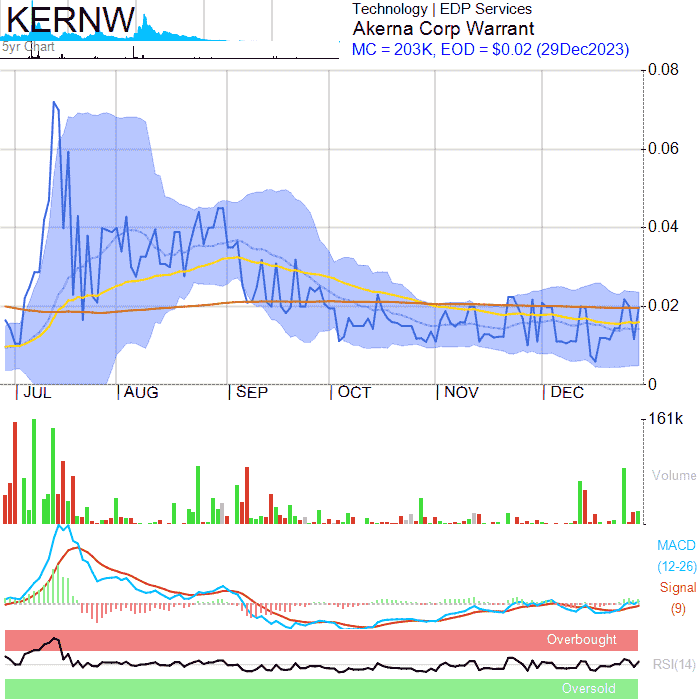 KERNW
5yr Chart
Technology | EDP Services
Akerna Corp Warrant
MC = 203K, EOD = $0.02 (29Dec2023)
0.08
0.06
0.04
0.02
0
JUL AUG SEP OCT NOV DEC
161k
Volume
MACD
(12-26)
Signal
(9)
Overbought
RSI(14)
Oversold